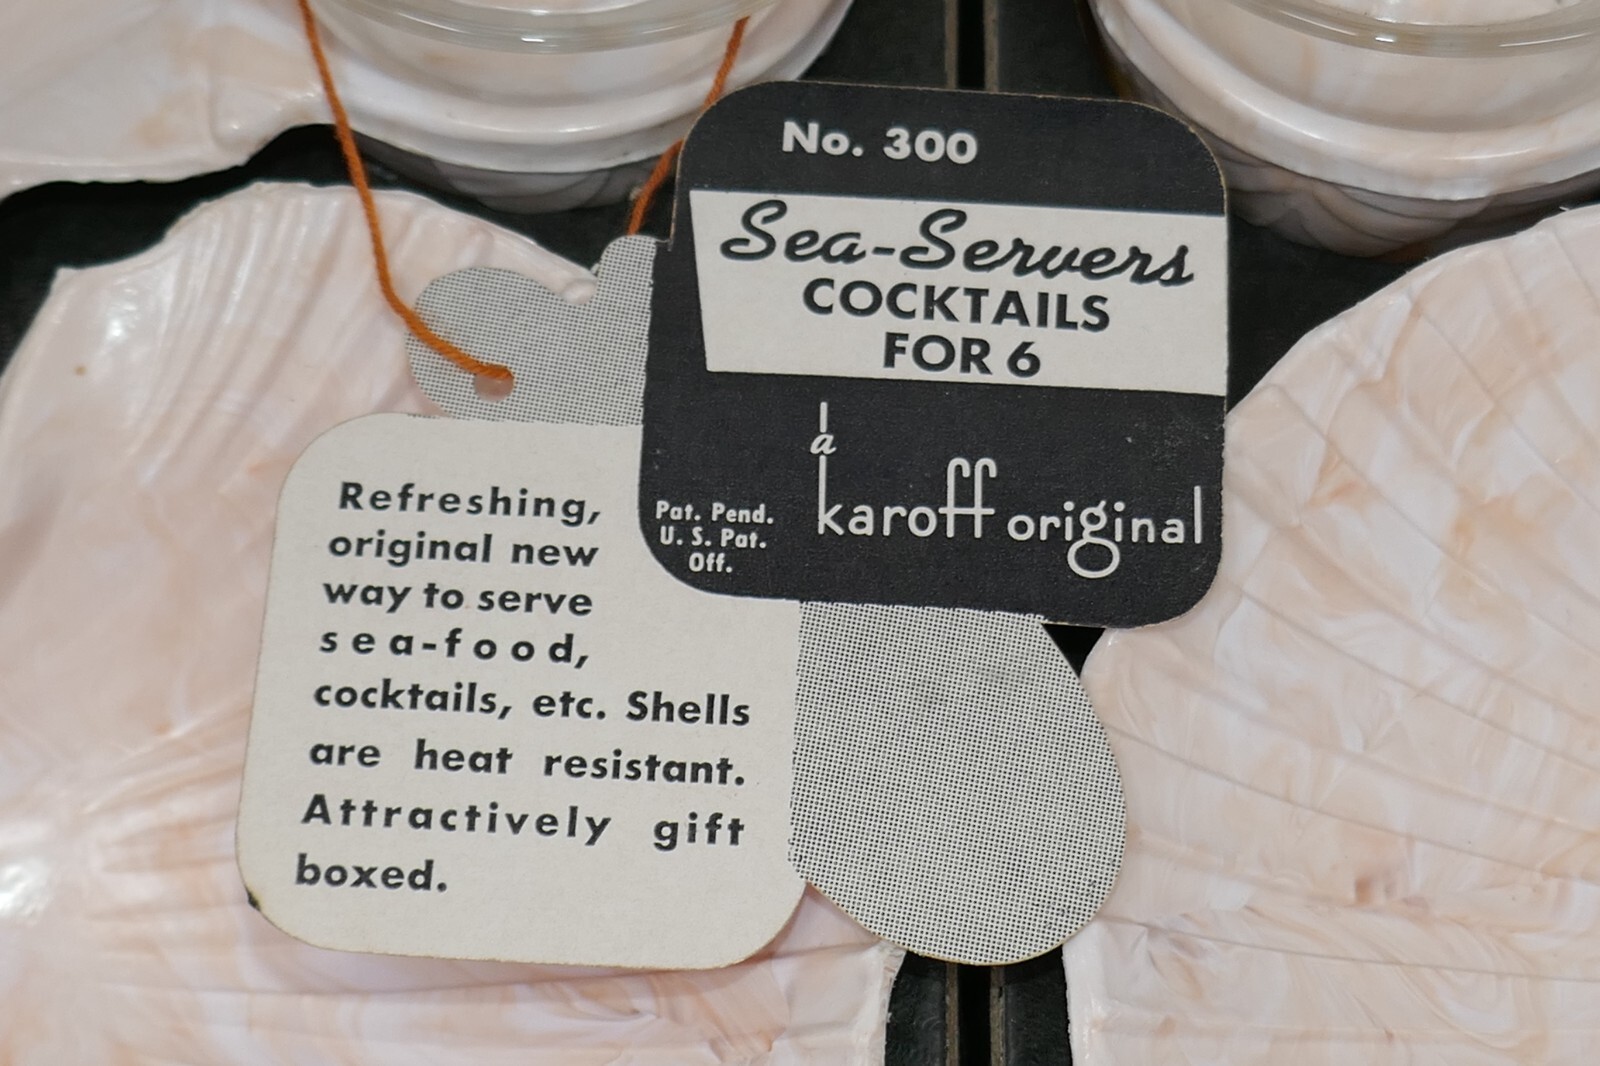 No. 300
Sea-Servers
COCKTAILS
FOR 6
a
karoff original
Pat. Pend.
U. S. Pat.
Off.
Refreshing,
original new
way to serve
sea-food,
cocktails, etc. Shells
are heat resistant.
Attractively gift
boxed.